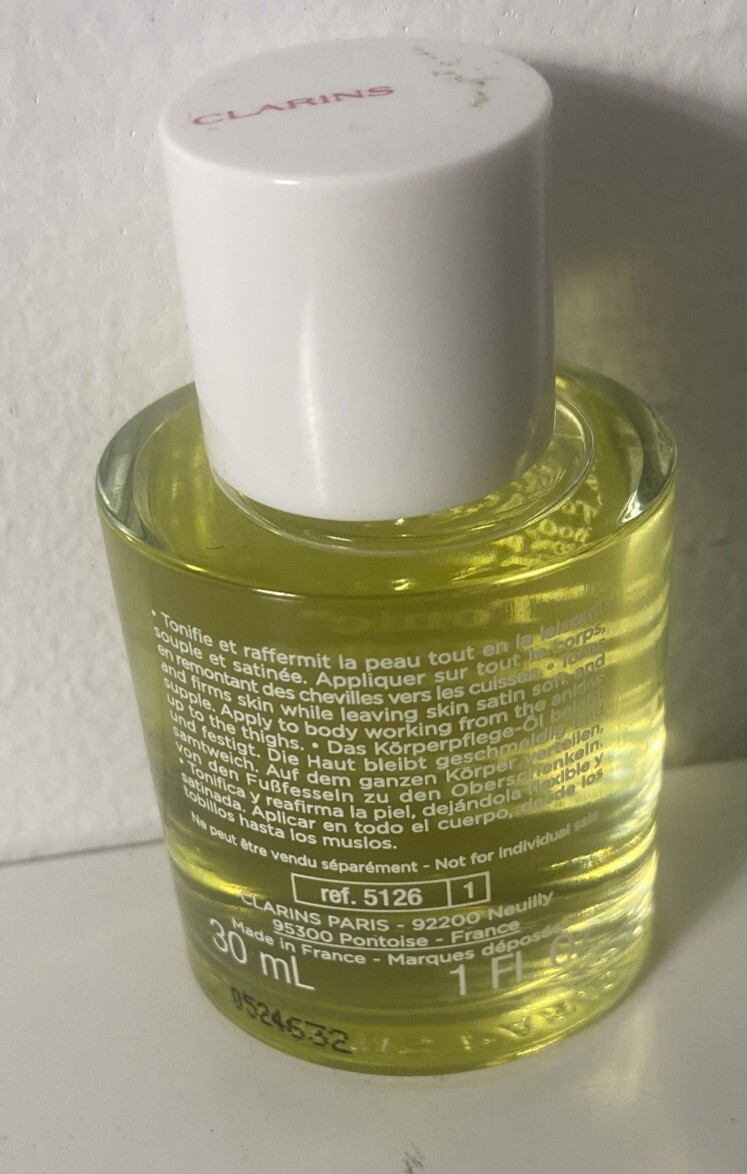 CLARINS
• Tonifie et raffermit la peau tout en la laissant
souple et satinée. Appliquer sur tout le corps,
en remontant des chevilles vers les cuisses. • Tones
and firms skin while leaving skin satin soft and
supple. Apply to body working from the ankles
up to the thighs. • Das Körperpflege-Öl belebt
und festigt. Die Haut bleibt geschmeidig und
samtweich. Auf dem ganzen Körper verteilen,
von den Fußfesseln zu den Oberschenkeln.
• Tonifica y reafirma la piel, dejándola flexible y
satinada. Aplicar en todo el cuerpo, desde los
tobillos hasta los muslos.
Ne peut être vendu séparément - Not for individual sale
ref. 5126 1
CLARINS PARIS - 92200 Neuilly
95300 Pontoise - France
Made in France - Marques déposées
30 mL 1 FL
0524632